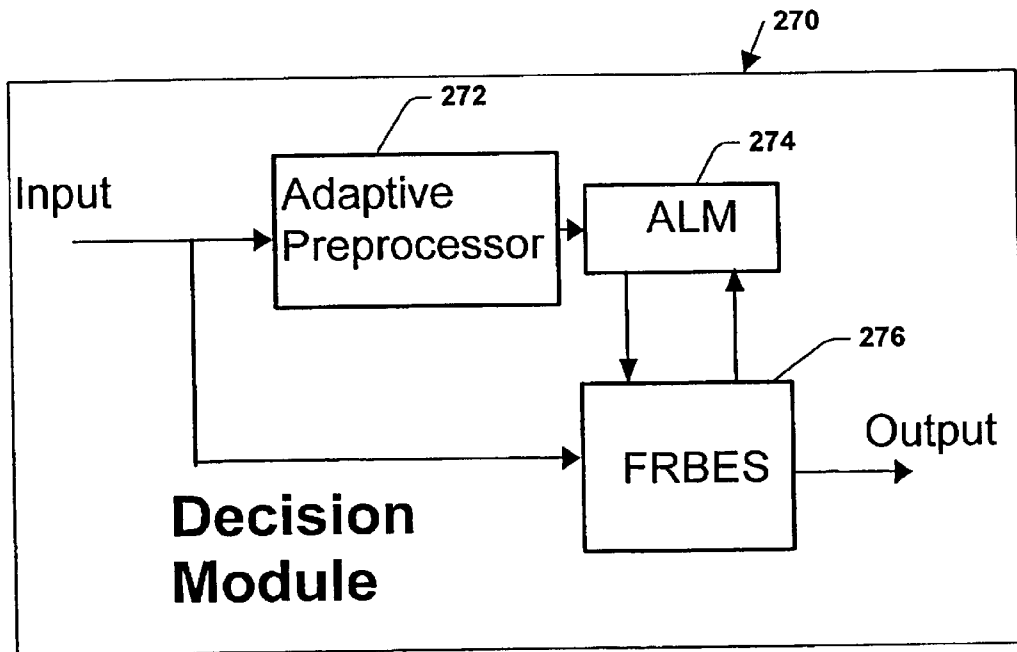 270
272
274
Input
Adaptive
Preprocessor
ALM
276
Output
FRBES
Decision
Module